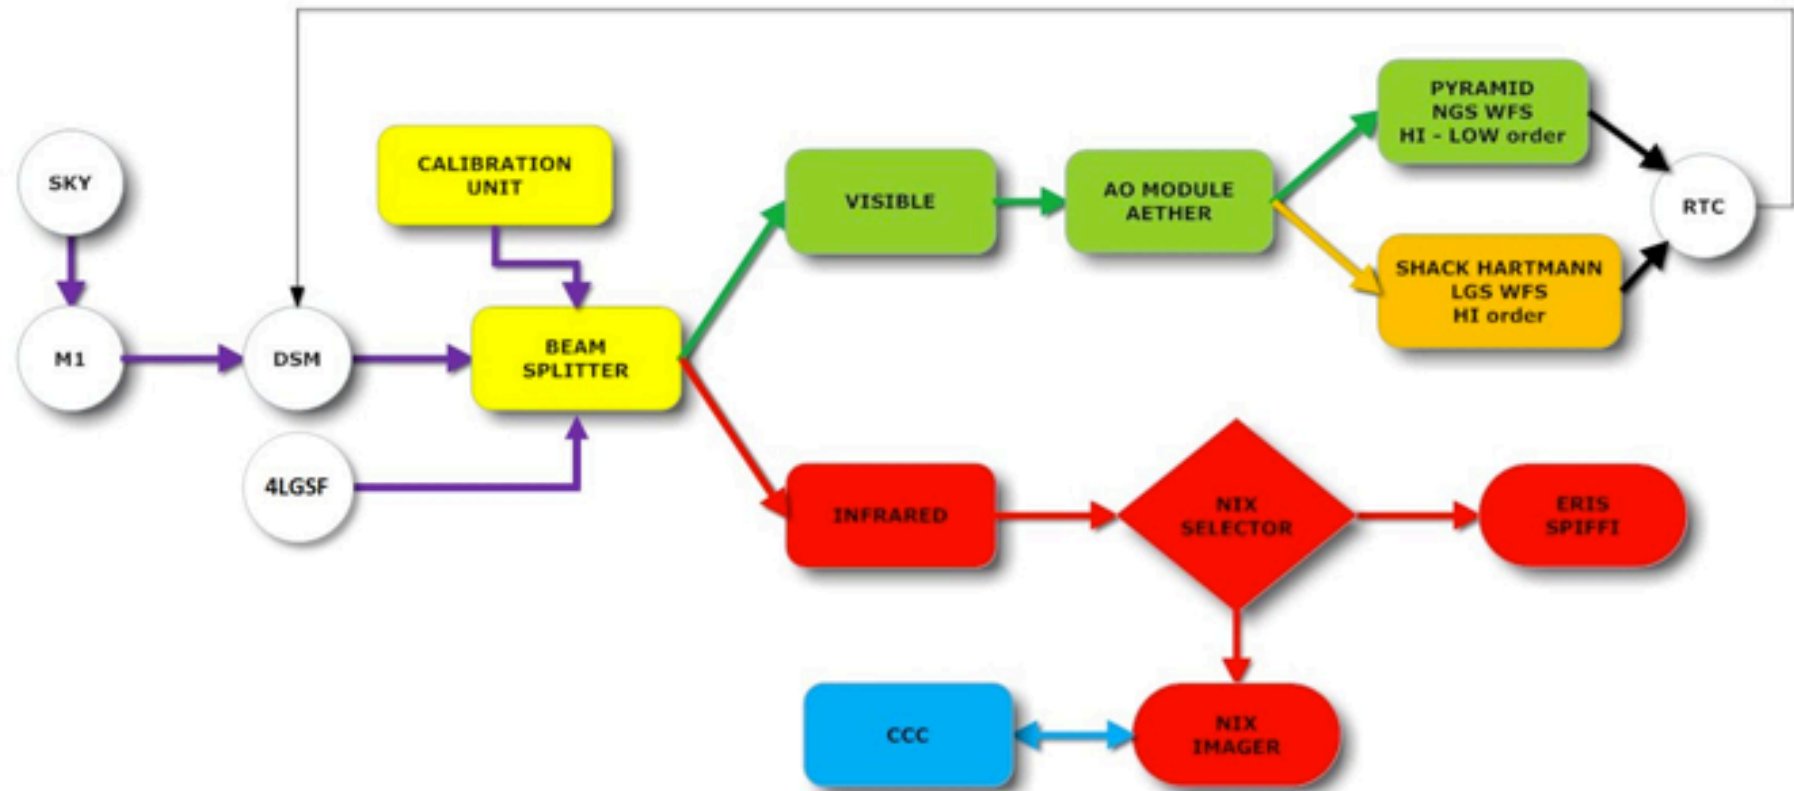 SKY
CALIBRATION
UNIT
PYRAMID
NGS WFS
HI - LOW order
VISIBLE
AO MODULE
AETHER
RTC
SHACK HARTMANN
LGS WFS
HI order
M1
DSM
BEAM
SPLITTER
4LGSF
INFRARED
NIX
SELECTOR
ERIS
SPIFFI
CCC
NIX
IMAGER